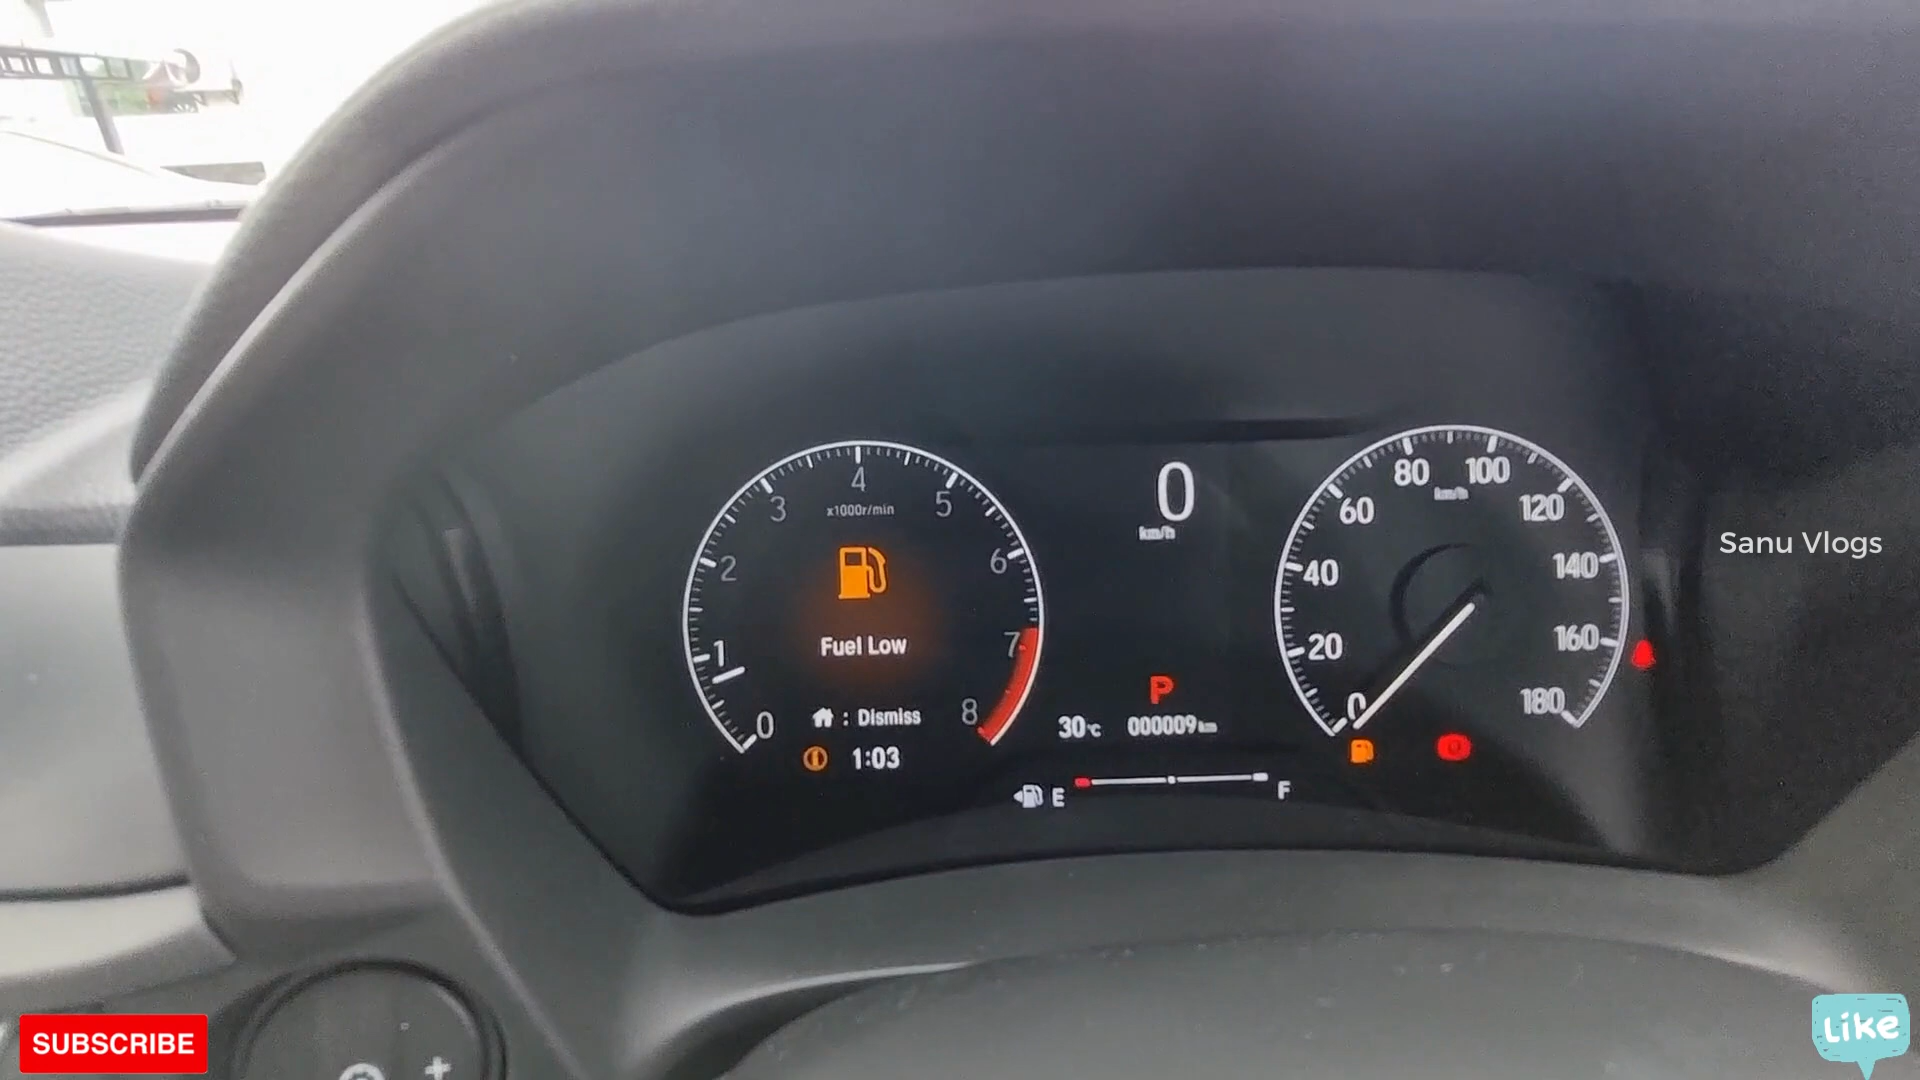 4
3
5
x1000r/min
2
6
1
Fuel Low
7
0
: Dismiss
8
1:03
0
km/h
P
30°C
000009km
E
F
80
100
km/h
60
120
40
140
20
160
0
180
Sanu Vlogs
SUBSCRIBE
+
LiKe